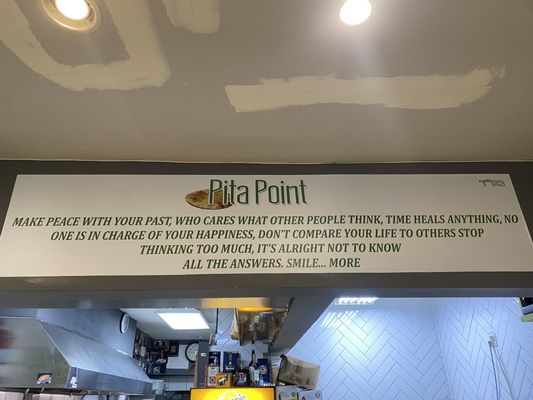 Pita Point
MAKE PEACE WITH YOUR PAST, WHO CARES WHAT OTHER PEOPLE THINK, TIME HEALS ANYTHING, NO
ONE IS IN CHARGE OF YOUR HAPPINESS, DON'T COMPARE YOUR LIFE TO OTHERS STOP
THINKING TOO MUCH, IT'S ALRIGHT NOT TO KNOW
ALL THE ANSWERS. SMILE... MORE